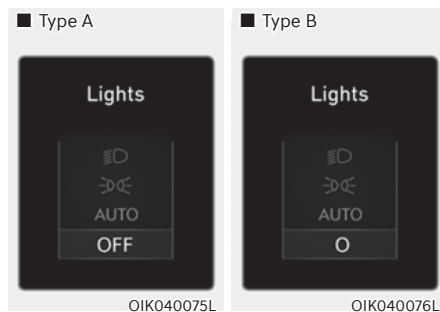 ■ Type A
Lights
AUTO
OFF
OIK040075L
■ Type B
Lights
AUTO
O
OIK040076L